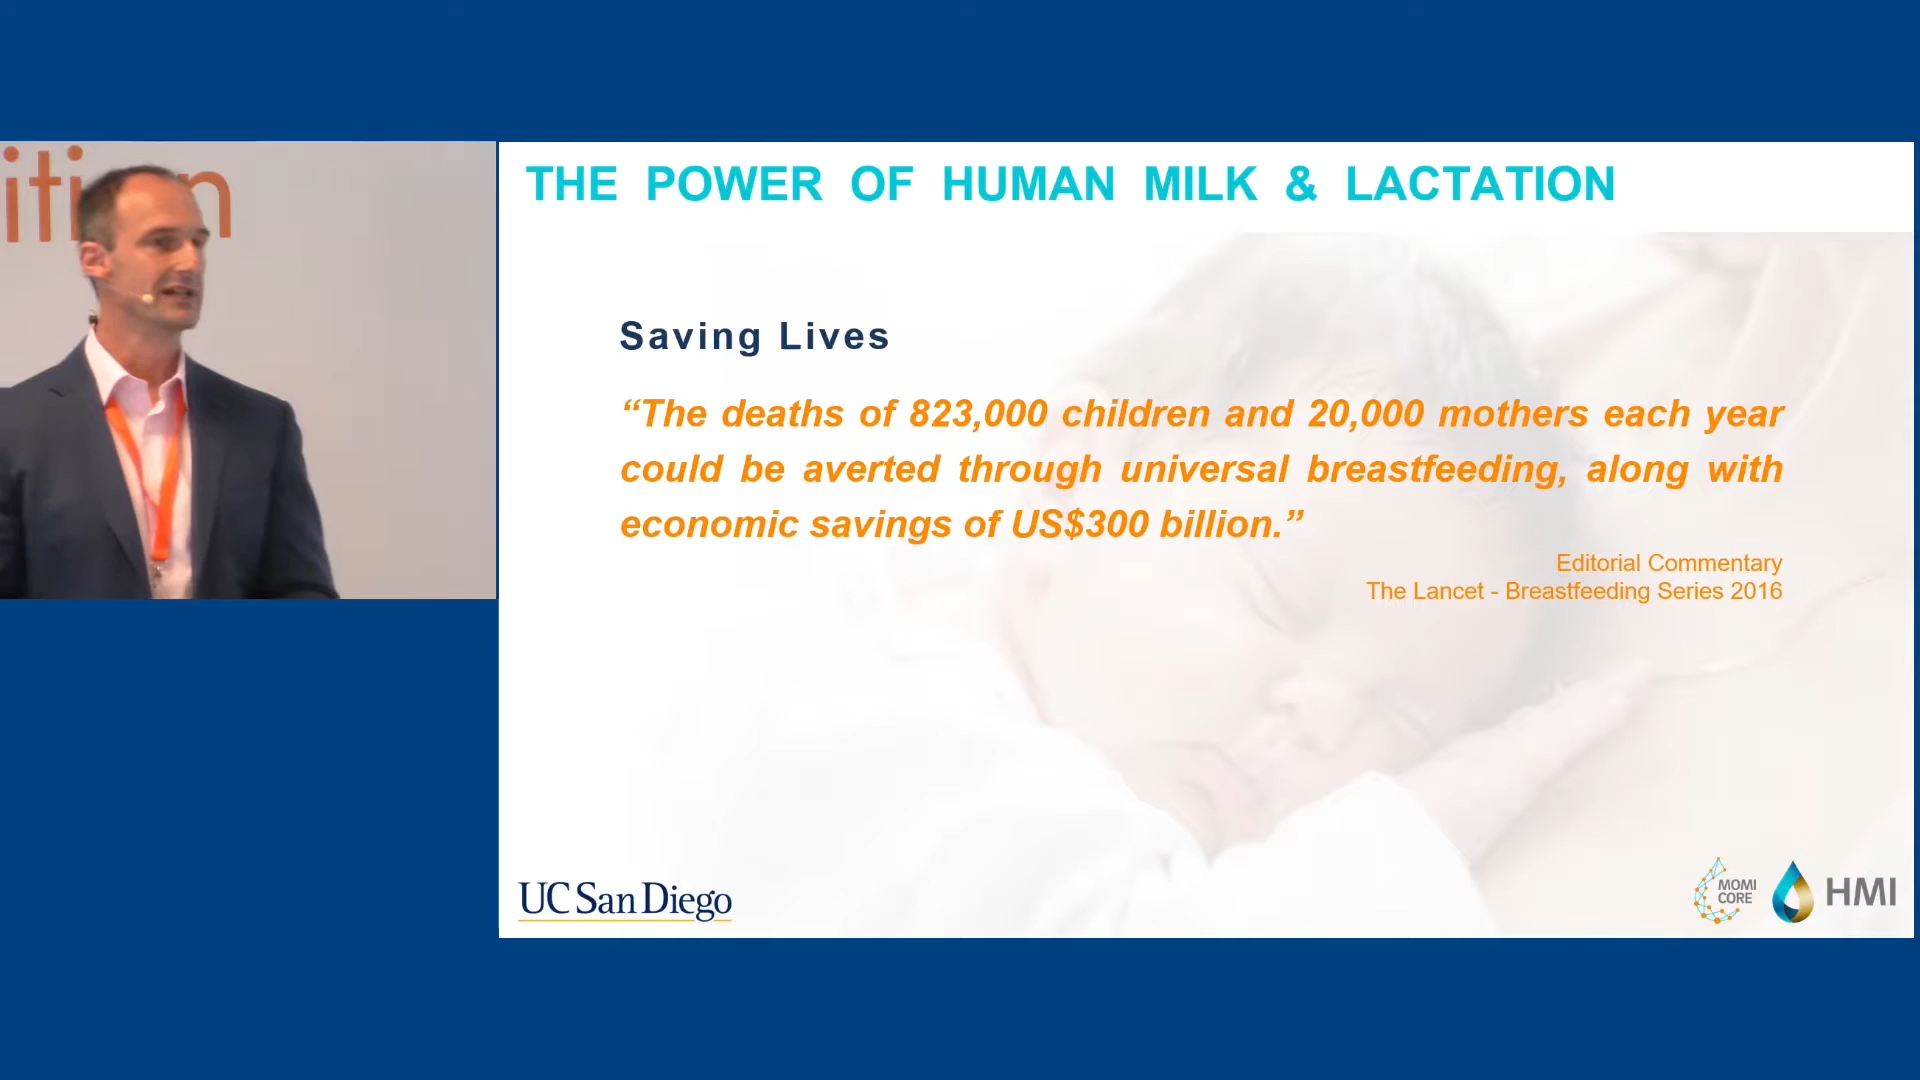 ition
THE POWER OF HUMAN MILK & LACTATION
Saving Lives
“The deaths of 823,000 children and 20,000 mothers each year
could be averted through universal breastfeeding, along with
economic savings of US$300 billion.”
Editorial Commentary
The Lancet - Breastfeeding Series 2016
UC San Diego
MOMI
CORE
HMI